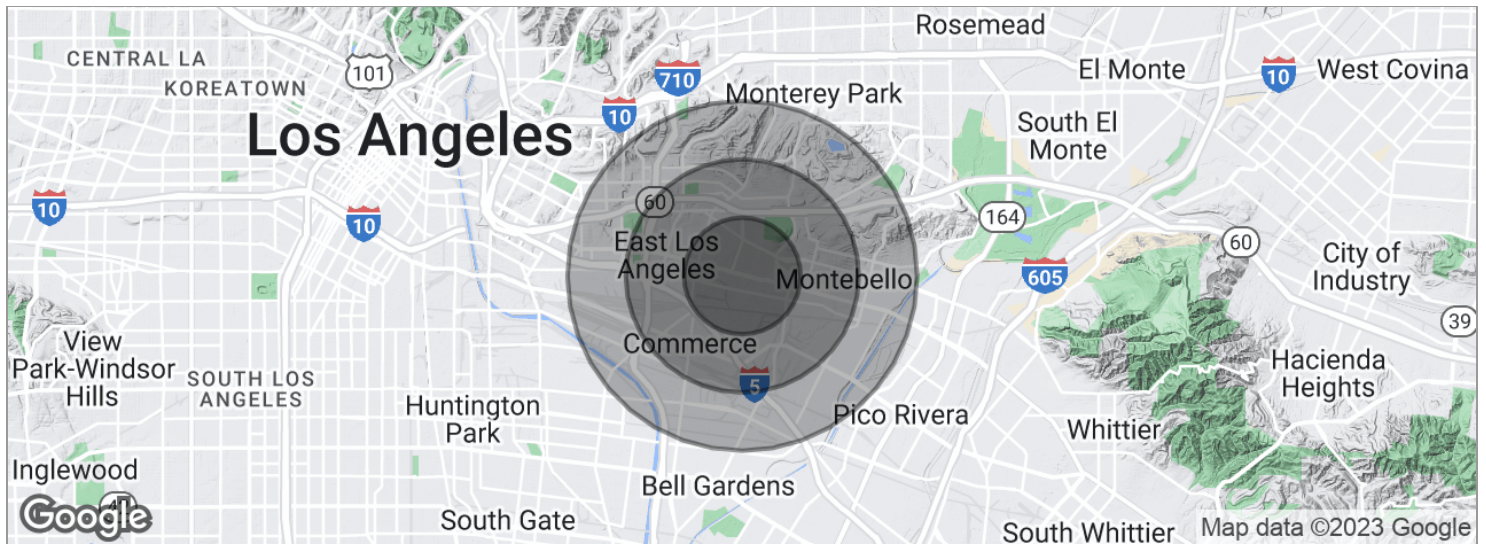 Rosemead
CENTRAL LA
101
KOREATOWN
710
El Monte
10
West Covina
Monterey Park
10
Los Angeles
South El
Monte
10
10
60
164
East Los
Angeles
Montebello
605
60
City of
Industry
39
View
Park-Windsor
Hills
Commerce
SOUTH LOS
ANGELES
5
Hacienda
Heights
Huntington
Park
Pico Rivera
Whittier
Inglewood
Bell Gardens
Google
South Gate
South Whittier
Map data ©2023 Google